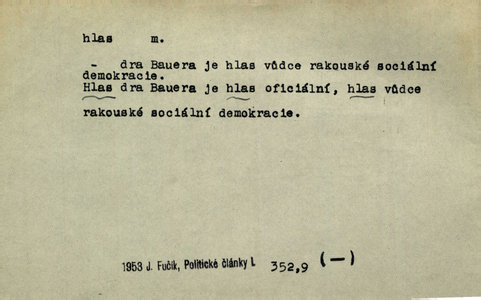 hlas m.
- dra Bauera je hlas vůdce rakouské sociální
demokracie.
Hlas dra Bauera je hlas oficiální, hlas vůdce
rakouské sociální demokracie.
1953 J. Fučík, Politické články I. 352,9 (-)